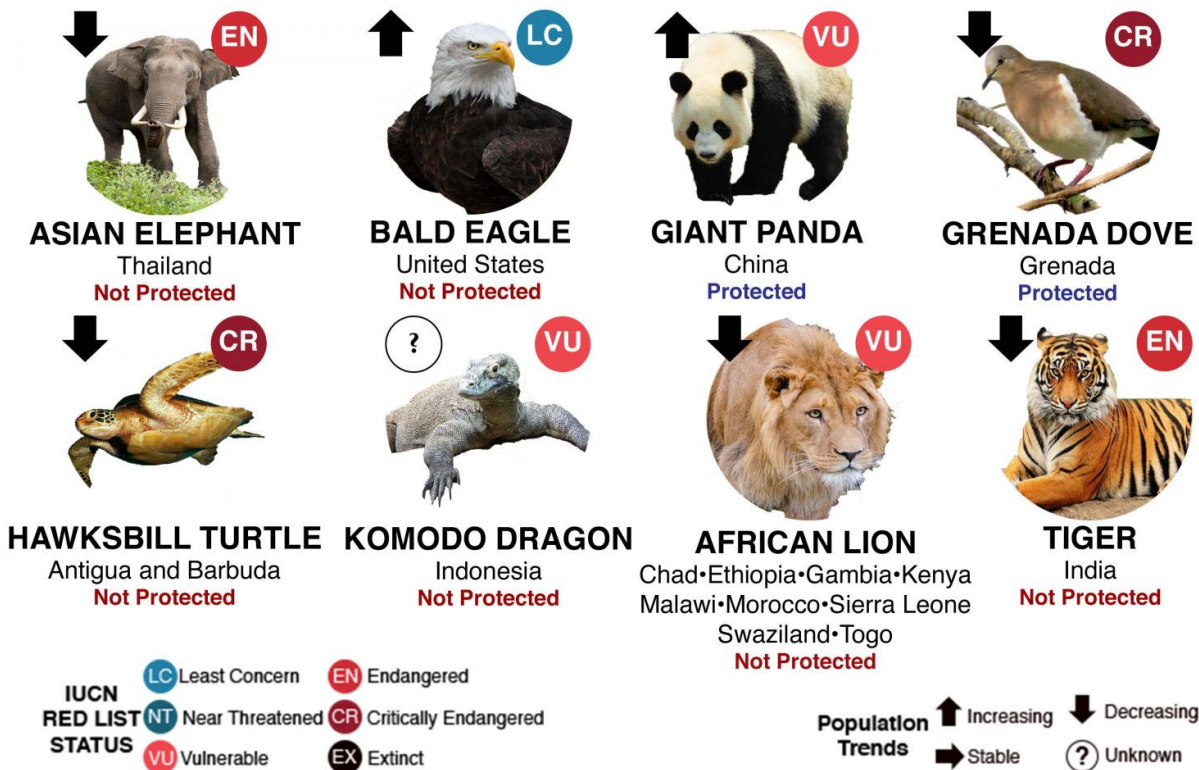 EN
LC
VU
CR
ASIAN ELEPHANT
Thailand
Not Protected
BALD EAGLE
United States
Not Protected
GIANT PANDA
China
Protected
GRENADA DOVE
Grenada
Protected
CR
?
VU
VU
EN
HAWKSBILL TURTLE
Antigua and Barbuda
Not Protected
KOMODO DRAGON
Indonesia
Not Protected
AFRICAN LION
Chad•Ethiopia•Gambia•Kenya
Malawi•Morocco•Sierra Leone
Swaziland•Togo
Not Protected
TIGER
India
Not Protected
IUCN
RED LIST
STATUS
LC Least Concern
EN Endangered
NT Near Threatened
CR Critically Endangered
VU Vulnerable
EX Extinct
Population
Trends
Increasing
Decreasing
Stable
? Unknown